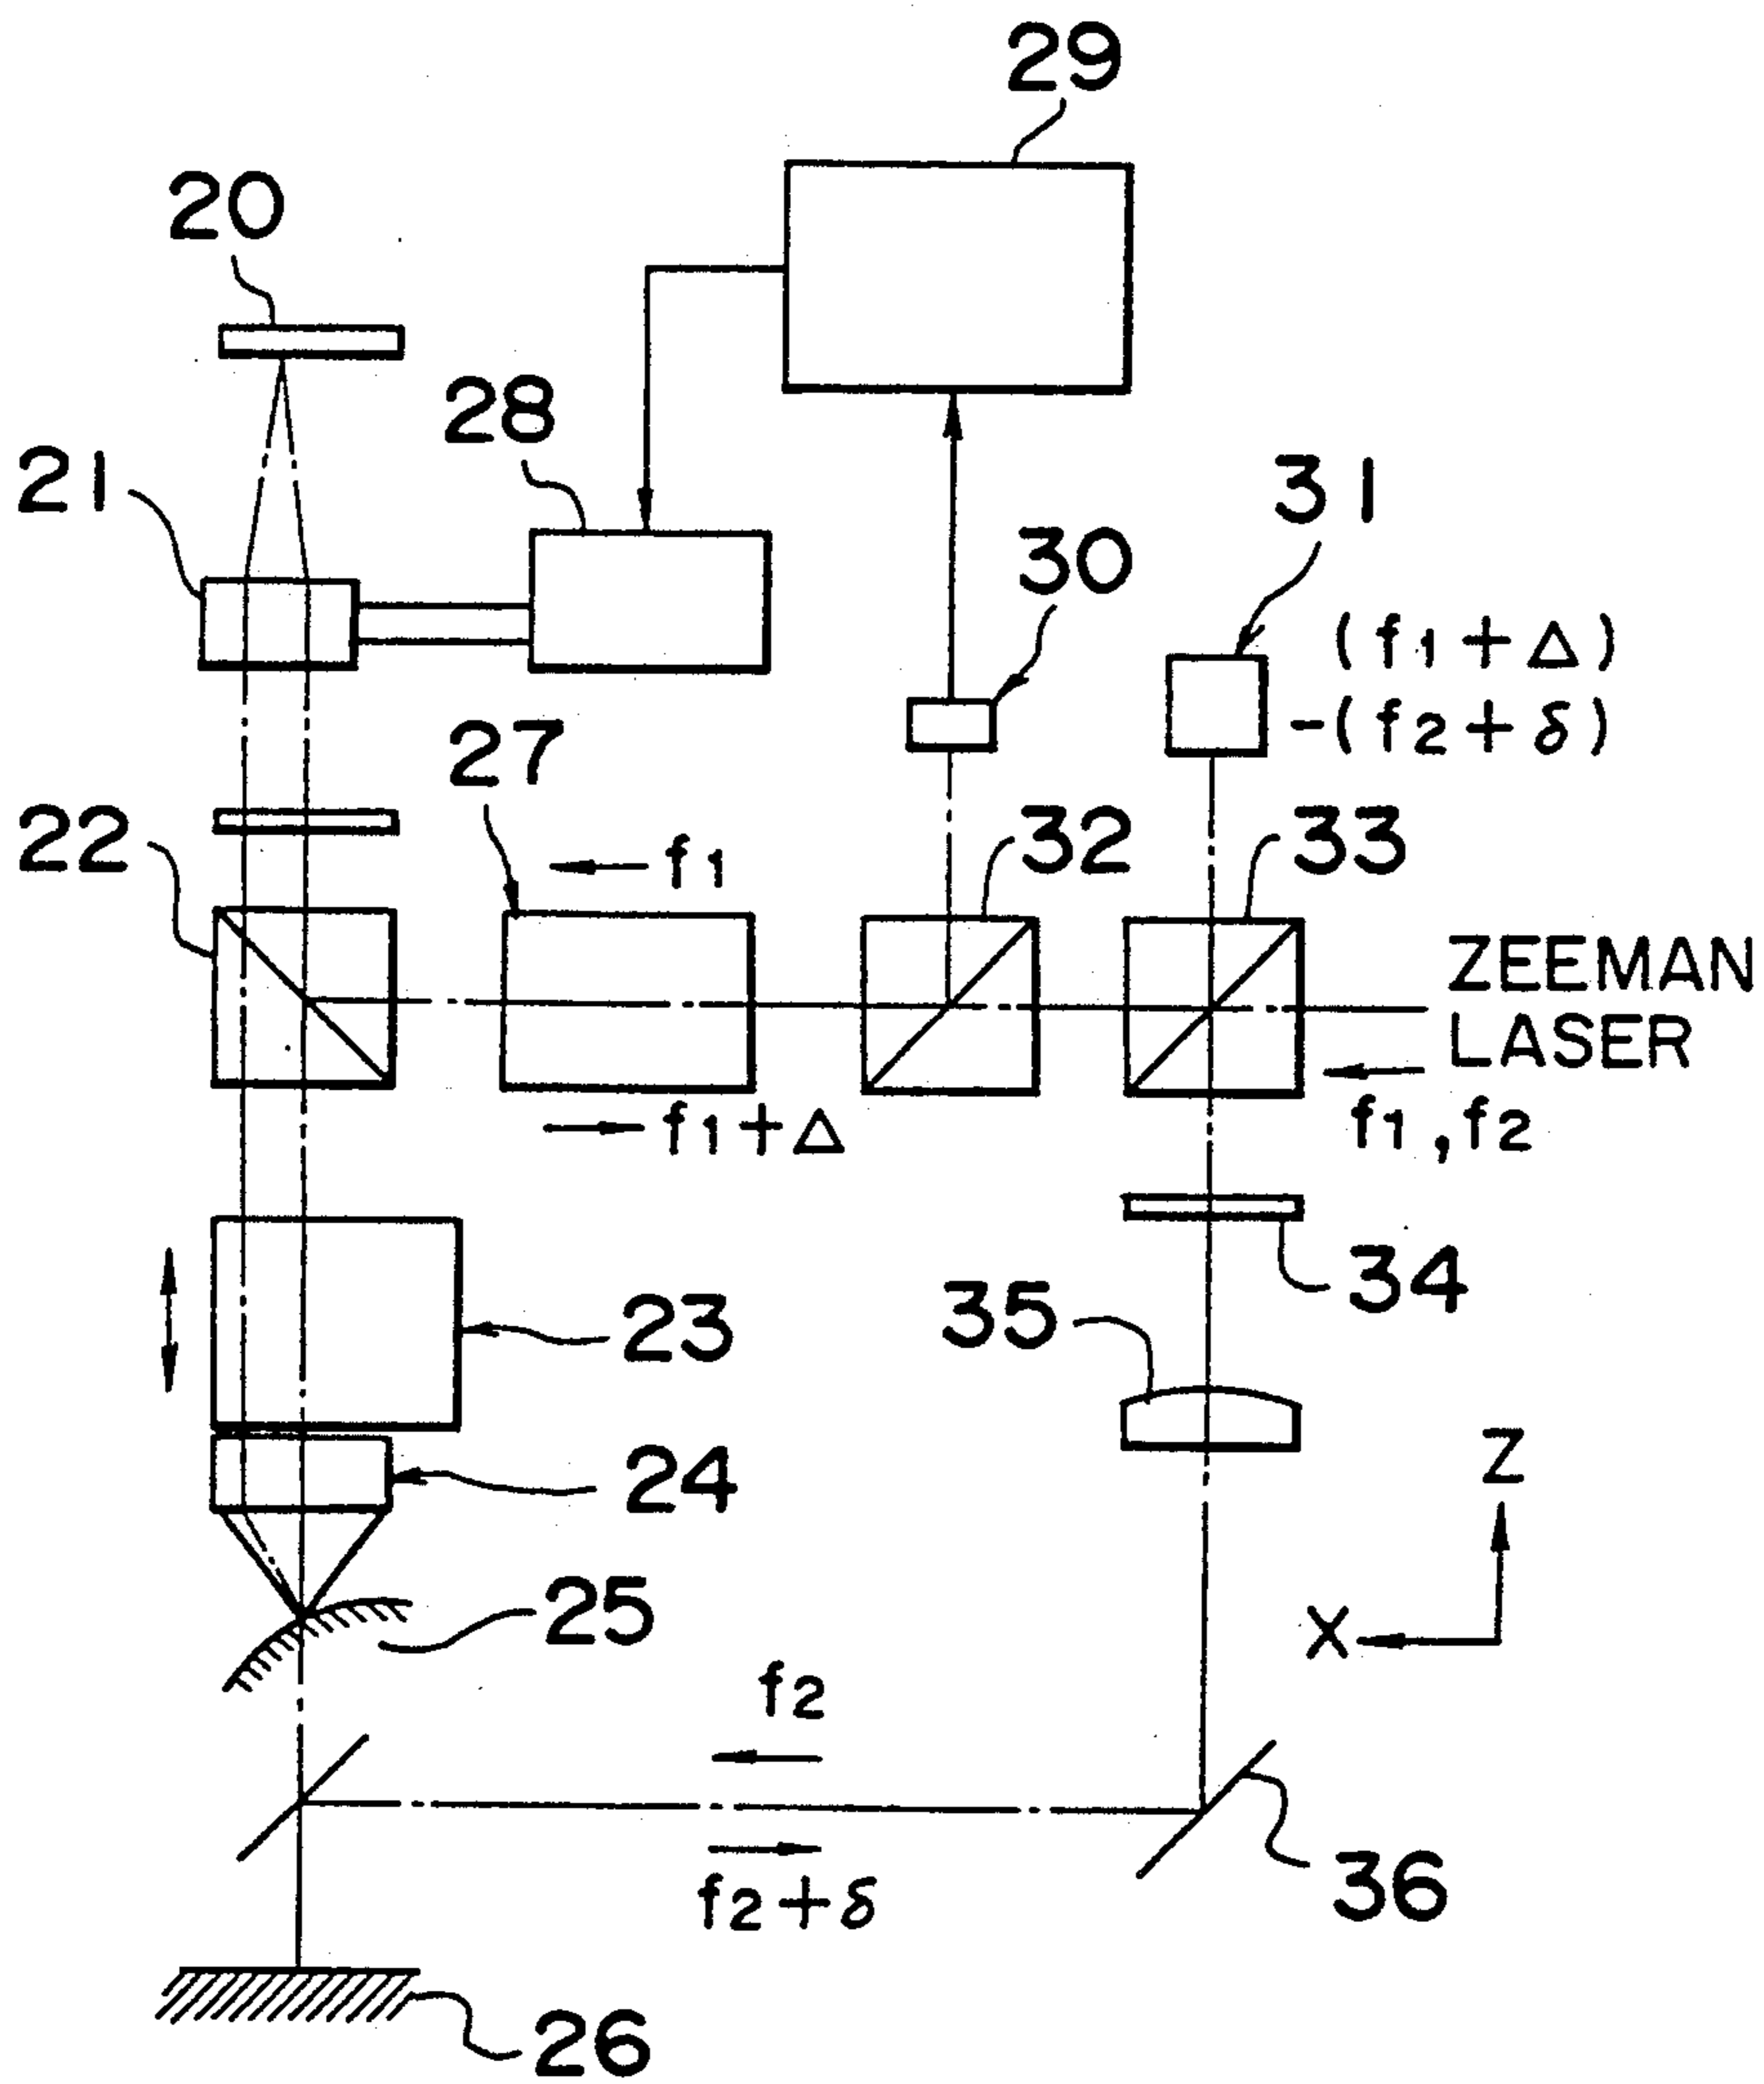 29
20
28
21
31
30
(f1+Δ)
-(f2+δ)
27
22
f1
32
33
ZEEMAN
LASER
f1+Δ
f1,f2
34
23
35
24
Z
25
X
f2
f2+δ
36
26